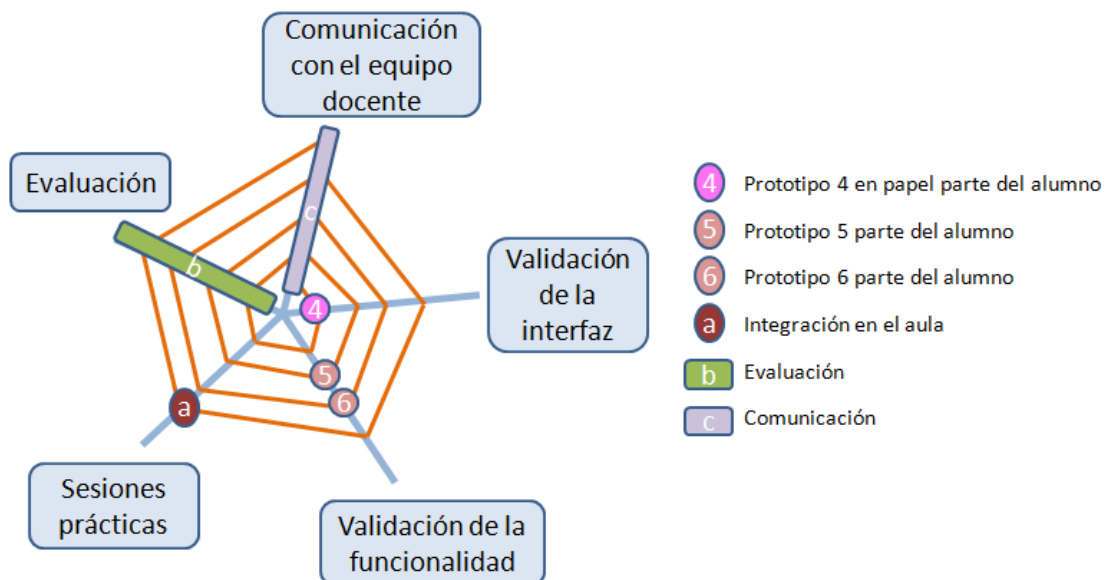 Comunicación
con el equipo
docente
Evaluación
c
b
4
Validación
de la
interfaz
5
6
a
Sesiones
prácticas
Validación de la
funcionalidad
4 Prototipo 4 en papel parte del alumno
5 Prototipo 5 parte del alumno
6 Prototipo 6 parte del alumno
a Integración en el aula
b Evaluación
c Comunicación